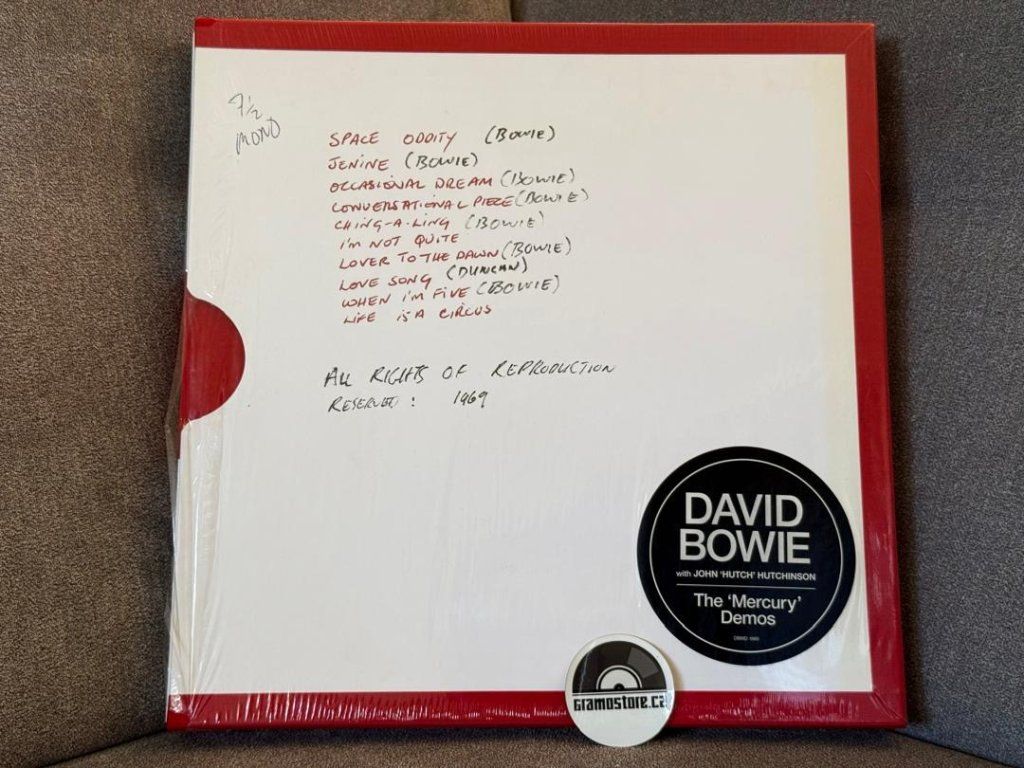 7½
MONO
SPACE ODDITY (BOWIE)
JENINE (BOWIE)
OCCASIONAL DREAM (BOWIE)
CONVERSATIONAL PIECE (BOWIE)
CHING-A-LING (BOWIE)
I'M NOT QUITE
LOVER TO THE DAWN (BOWIE)
LOVE SONG (DUNCAN)
WHEN I'M FIVE (BOWIE)
LIFE IS A CIRCUS
ALL RIGHTS OF REPRODUCTION
RESERVED : 1969
DAVID
BOWIE
with JOHN 'HUTCH' HUTCHINSON
The 'Mercury'
Demos
GRAMOSTORE.CZ